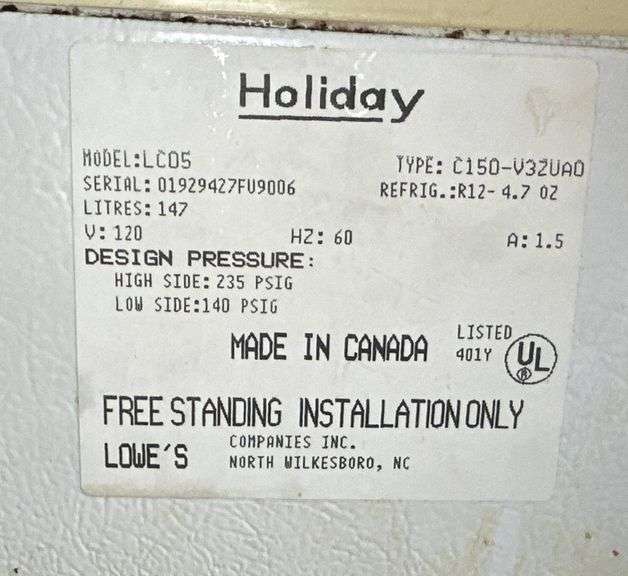 Holiday
MODEL:LC05 TYPE: C150-V3ZUA0
SERIAL: 01929427FU9006 REFRIG.:R12- 4.7 OZ
LITRES: 147
V: 120 HZ: 60 A: 1.5
DESIGN PRESSURE:
HIGH SIDE: 235 PSIG
LOW SIDE:140 PSIG
MADE IN CANADA LISTED 401Y UL ®
FREE STANDING INSTALLATION ONLY
LOWE'S COMPANIES INC.
NORTH WILKESBORO, NC